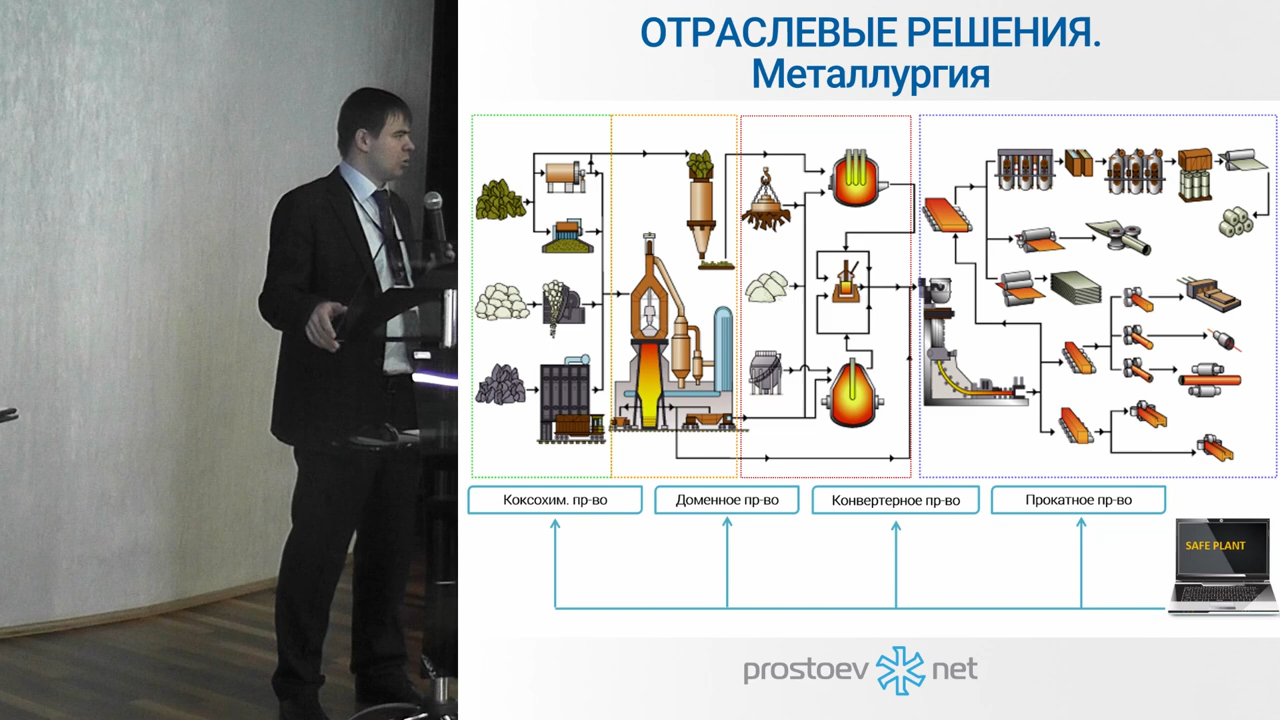 ОТРАСЛЕВЫЕ РЕШЕНИЯ.
Металлургия
Коксохим. пр-во
Доменное пр-во
Конвертерное пр-во
Прокатное пр-во
SAFE PLANT
prostoev net